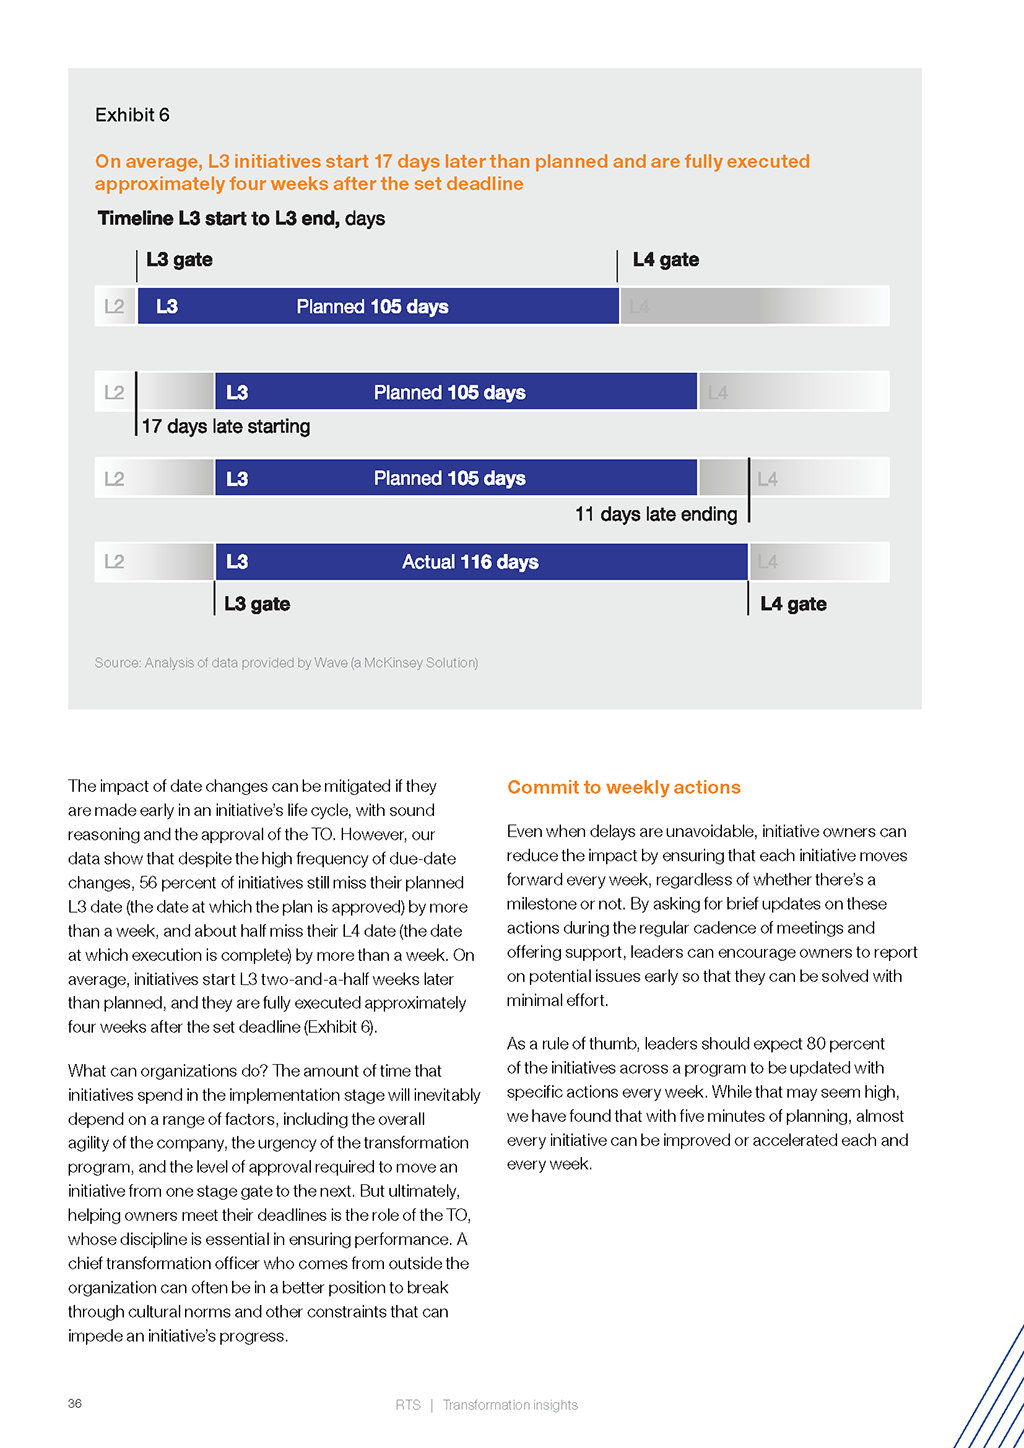 Exhibit 6
On average, L3 initiatives start 17 days later than planned and are fully executed
approximately four weeks after the set deadline
Timeline L3 start to L3 end, days
L3 gate
L4 gate
L2
L3
Planned 105 days
L4
L2
L3
Planned 105 days
L4
17 days late starting
L2
L3
Planned 105 days
L4
11 days late ending
L2
L3
Actual 116 days
L4
L3 gate
L4 gate
Source: Analysis of data provided by Wave (a McKinsey Solution)
The impact of date changes can be mitigated if they
are made early in an initiative's life cycle, with sound
reasoning and the approval of the TO. However, our
data show that despite the high frequency of due-date
changes, 56 percent of initiatives still miss their planned
L3 date (the date at which the plan is approved) by more
than a week, and about half miss their L4 date (the date
at which execution is complete) by more than a week. On
average, initiatives start L3 two-and-a-half weeks later
than planned, and they are fully executed approximately
four weeks after the set deadline (Exhibit 6).
What can organizations do? The amount of time that
initiatives spend in the implementation stage will inevitably
depend on a range of factors, including the overall
agility of the company, the urgency of the transformation
program, and the level of approval required to move an
initiative from one stage gate to the next. But ultimately,
helping owners meet their deadlines is the role of the TO,
whose discipline is essential in ensuring performance. A
chief transformation officer who comes from outside the
organization can often be in a better position to break
through cultural norms and other constraints that can
impede an initiative's progress.
Commit to weekly actions
Even when delays are unavoidable, initiative owners can
reduce the impact by ensuring that each initiative moves
forward every week, regardless of whether there's a
milestone or not. By asking for brief updates on these
actions during the regular cadence of meetings and
offering support, leaders can encourage owners to report
on potential issues early so that they can be solved with
minimal effort.
As a rule of thumb, leaders should expect 80 percent
of the initiatives across a program to be updated with
specific actions every week. While that may seem high,
we have found that with five minutes of planning, almost
every initiative can be improved or accelerated each and
every week.
36
RTS | Transformation insights